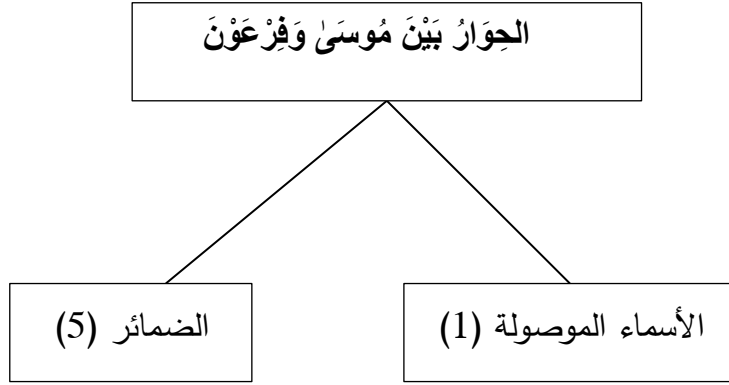 الحِوَارُ بَيْنَ مُوسَىٰ وَفِرْعَوْنَ
الأسماء الموصولة (1)
الضمائر (5)